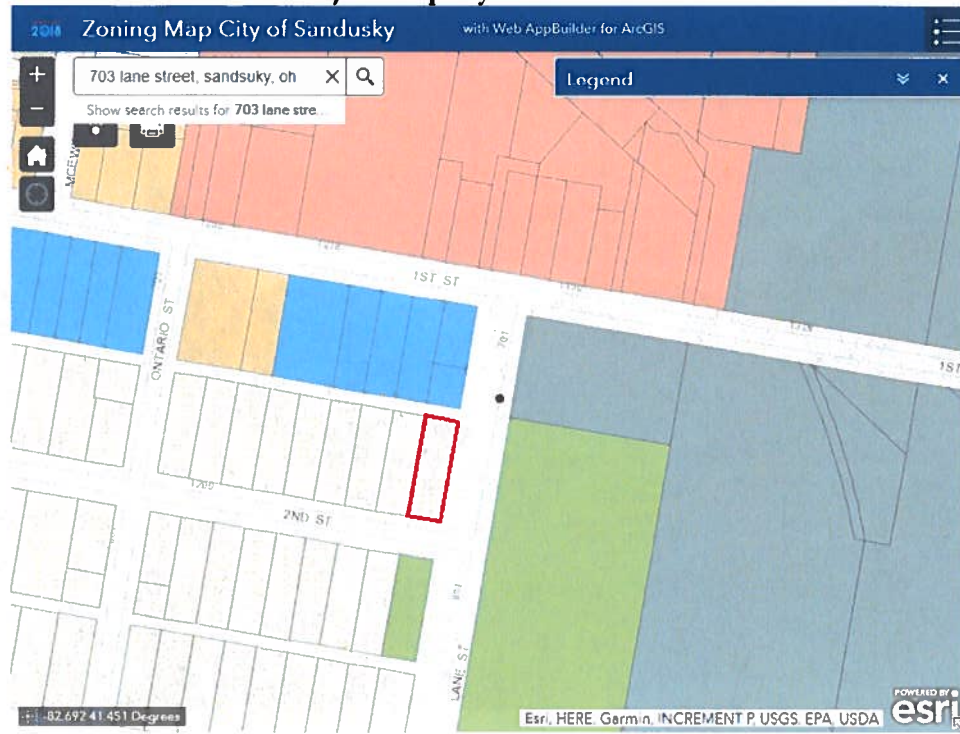 2018 Zoning Map City of Sandusky with Web AppBuilder for ArcGIS
+
703 lane street, sandsuky, oh
Legend
−
Show search results for 703 lane stre...
1ST ST
701
ONTARIO ST
1ST
1200
2ND ST
LANE ST
-82.692 41.451 Degrees
Esri, HERE, Garmin, INCREMENT P, USGS, EPA, USDA
POWERED BY
esri